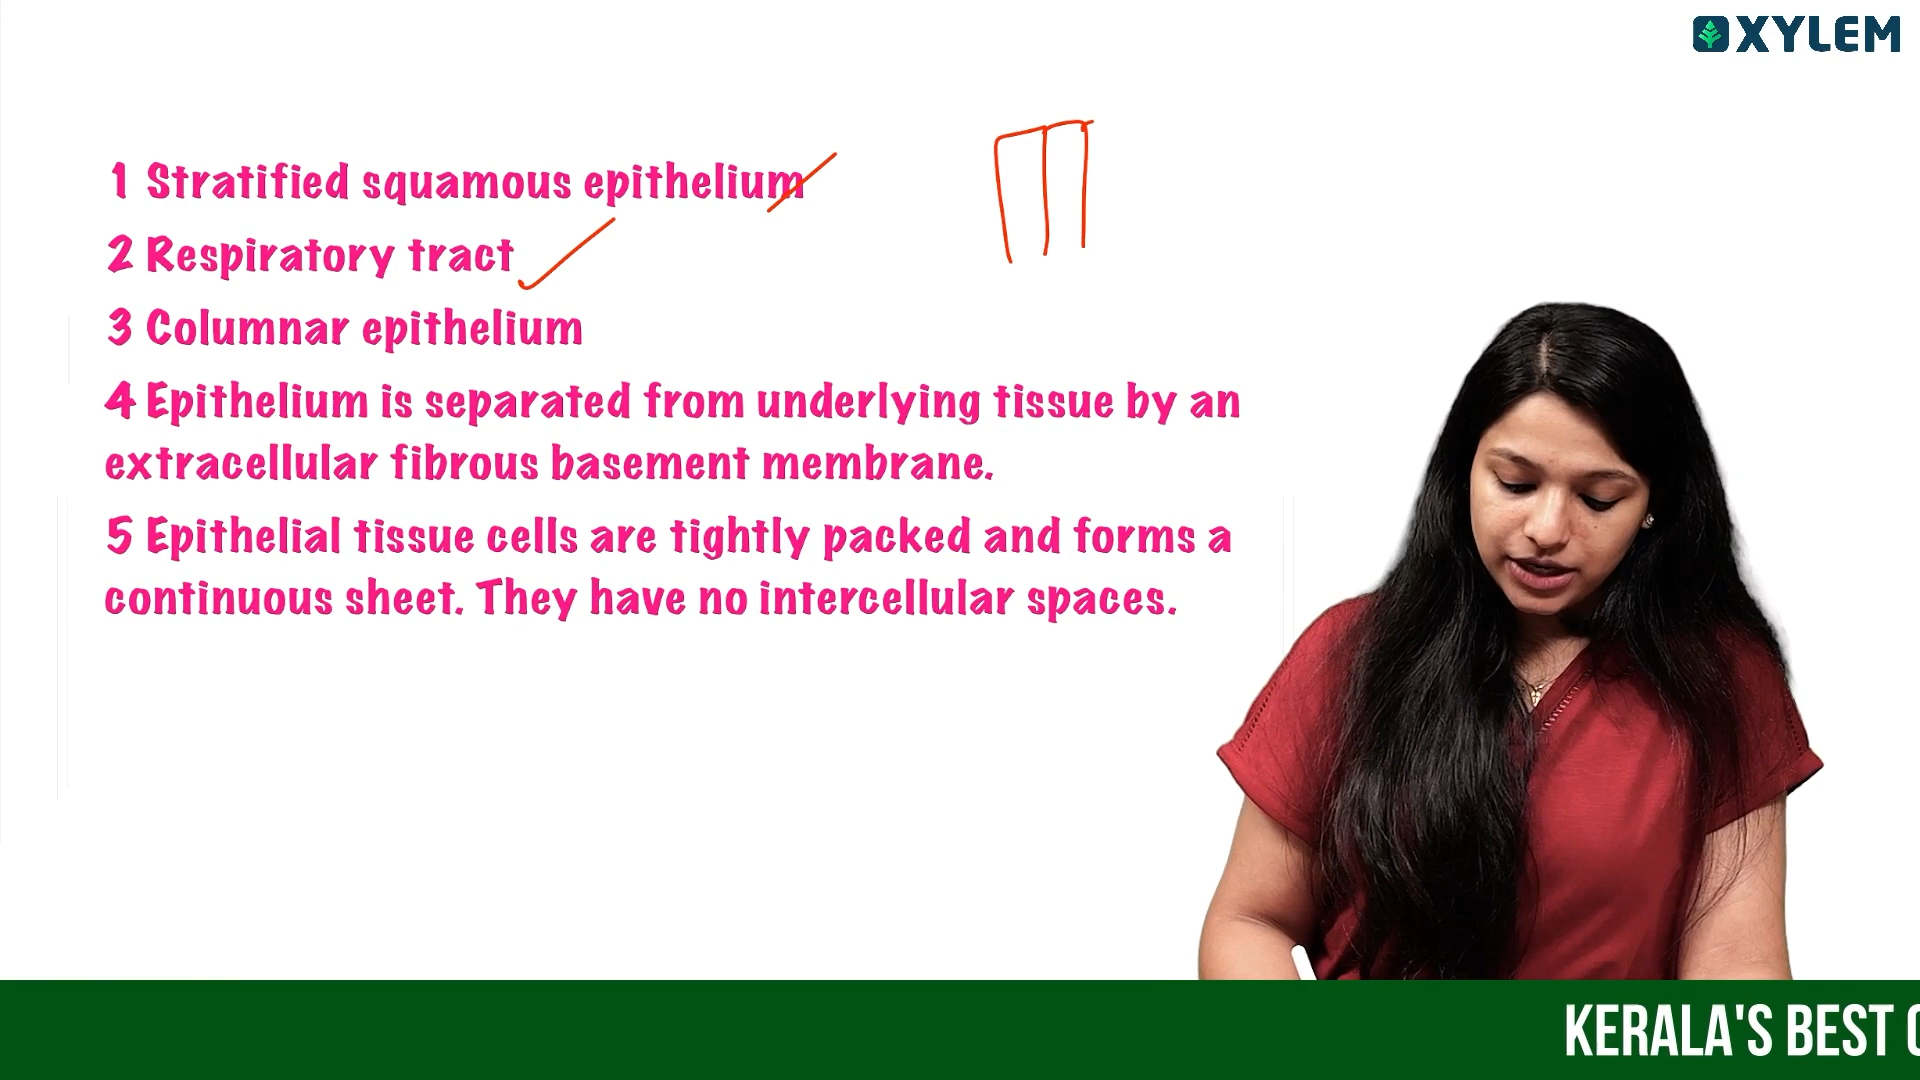 XYLEM
1 Stratified squamous epithelium
2 Respiratory tract
3 Columnar epithelium
4 Epithelium is separated from underlying tissue by an
extracellular fibrous basement membrane.
5 Epithelial tissue cells are tightly packed and forms a
continuous sheet. They have no intercellular spaces.
KERALA'S BEST